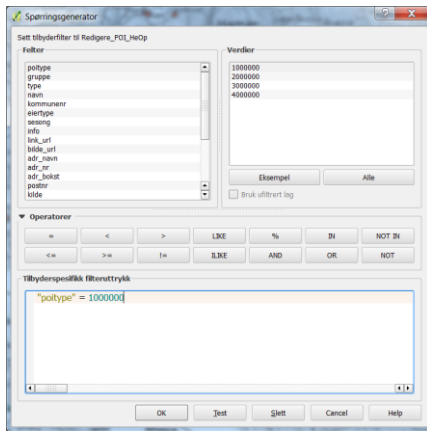 Spørringsgenerator
Sett tilbyderfilter til Redigere_POI_HeOp
Felter
poitype
gruppe
type
navn
kommunenr
eiertype
sesong
info
link_url
bilde_url
adr_navn
adr_nr
adr_bokst
postnr
kilde
Verdier
1000000
2000000
3000000
4000000
Eksempel Alle
Bruk ufiltrert lag
Operatorer
= < > LIKE % IN NOT IN
<= >= != ILIKE AND OR NOT
Tilbyderspesifikk filteruttrykk
"poitype" = 1000000
OK Test Slett Cancel Help